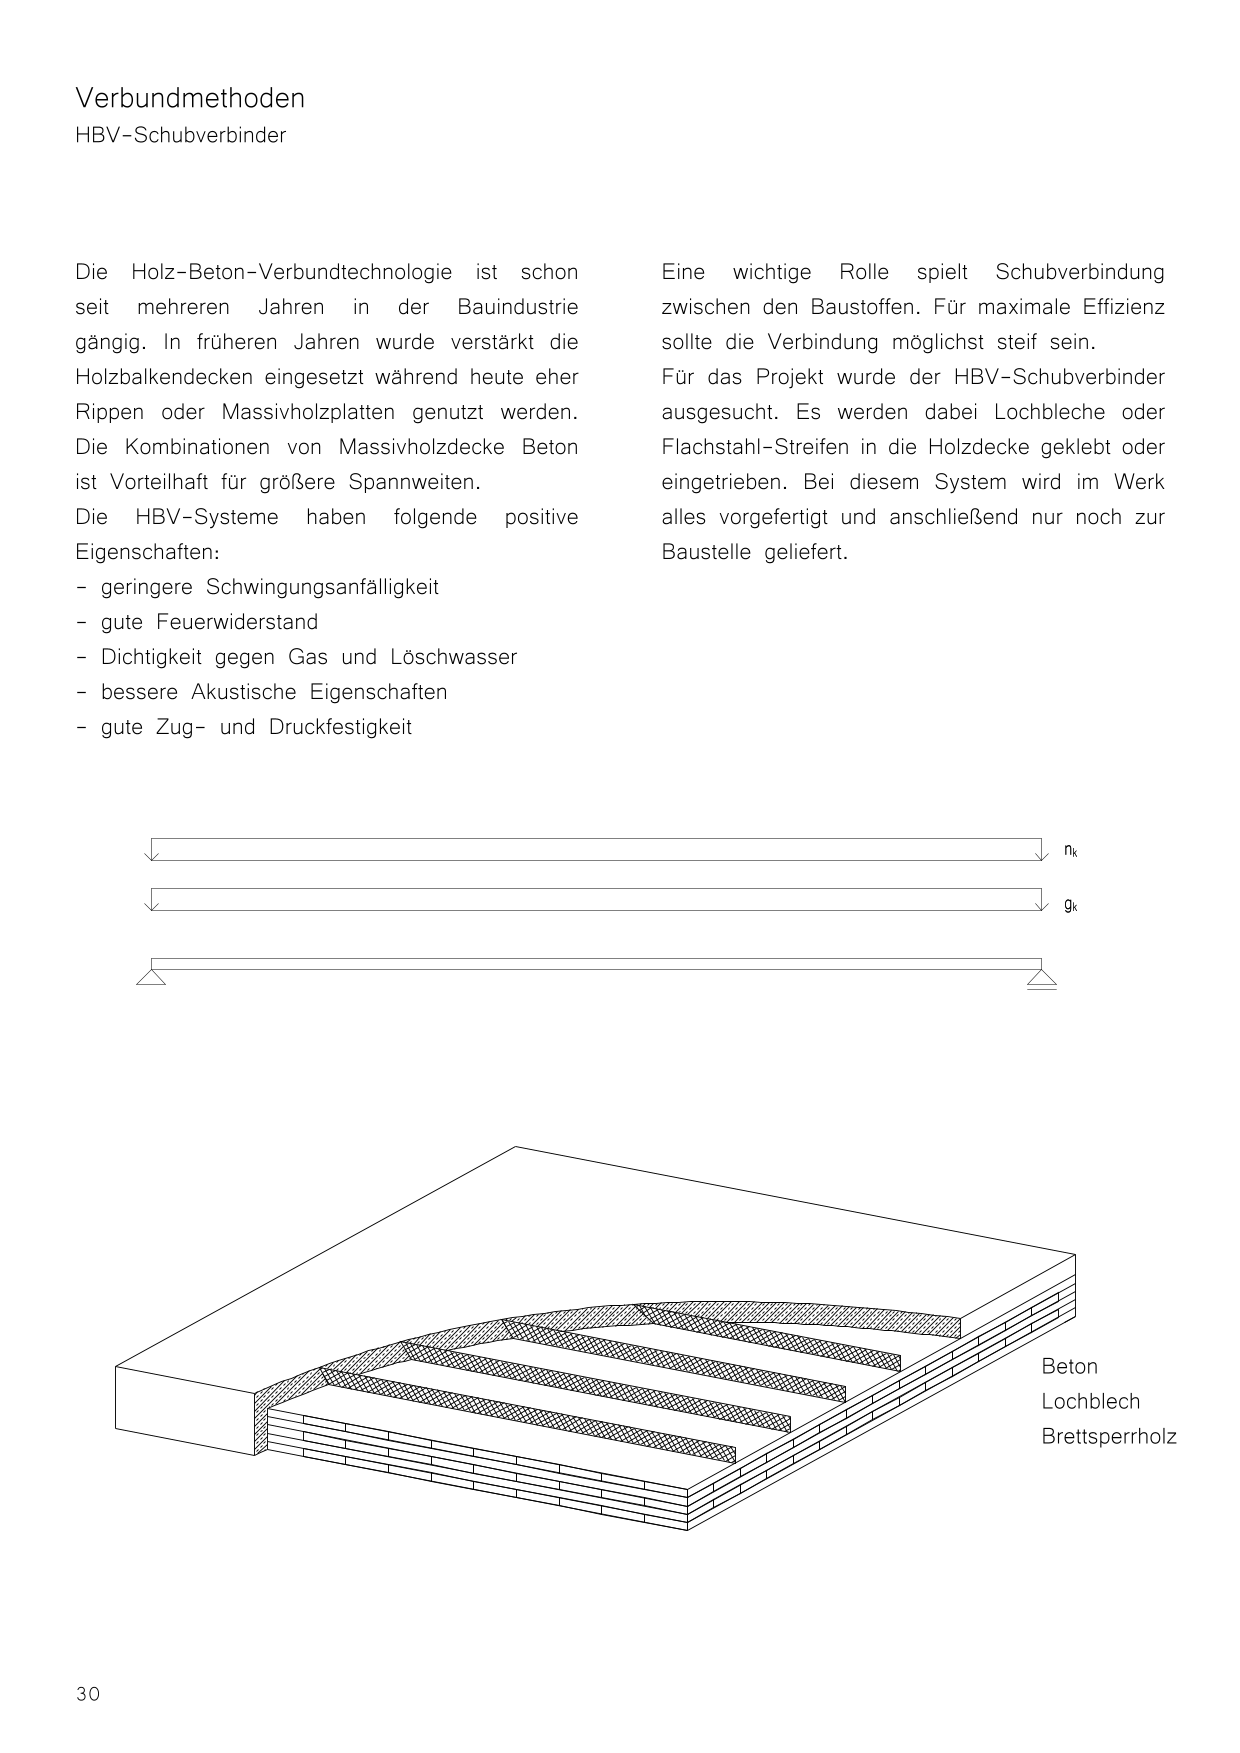 Verbundmethoden
HBV-Schubverbinder
Die Holz-Beton-Verbundtechnologie ist schon
seit mehreren Jahren in der Bauindustrie
gängig. In früheren Jahren wurde verstärkt die
Holzbalkendecken eingesetzt während heute eher
Rippen oder Massivholzplatten genutzt werden.
Die Kombinationen von Massivholzdecke Beton
ist Vorteilhaft für größere Spannweiten.
Die HBV-Systeme haben folgende positive
Eigenschaften:
- geringere Schwingungsanfälligkeit
- gute Feuerwiderstand
- Dichtigkeit gegen Gas und Löschwasser
- bessere Akustische Eigenschaften
- gute Zug- und Druckfestigkeit
Eine wichtige Rolle spielt Schubverbindung
zwischen den Baustoffen. Für maximale Effizienz
sollte die Verbindung möglichst steif sein.
Für das Projekt wurde der HBV-Schubverbinder
ausgesucht. Es werden dabei Lochbleche oder
Flachstahl-Streifen in die Holzdecke geklebt oder
eingetrieben. Bei diesem System wird im Werk
alles vorgefertigt und anschließend nur noch zur
Baustelle geliefert.
nk
gk
Beton
Lochblech
Brettsperrholz
30